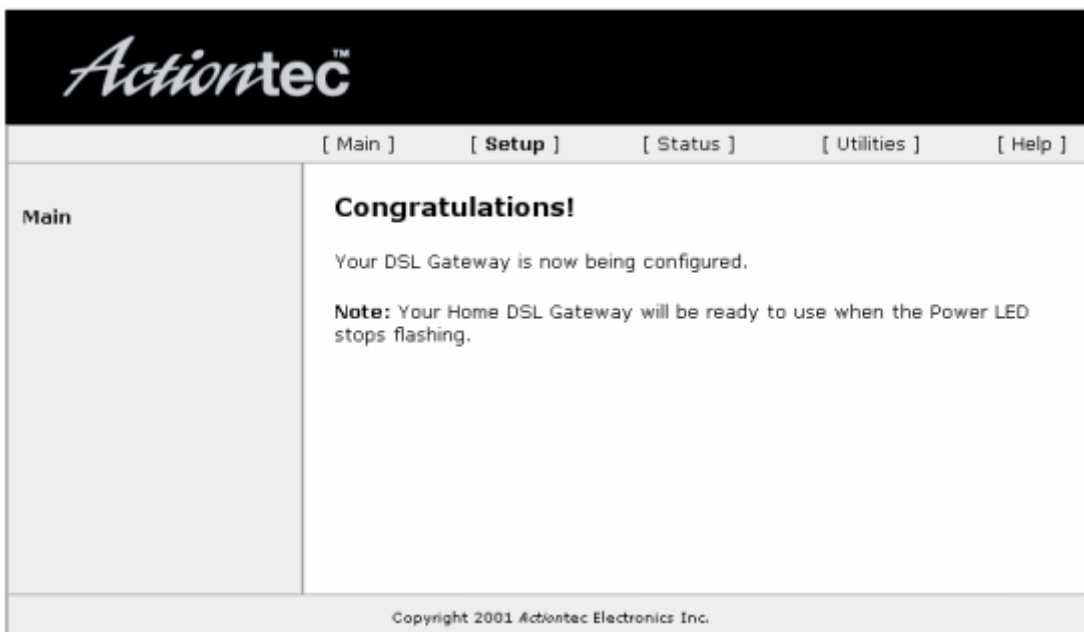 Actiontec™
[ Main ] [ Setup ] [ Status ] [ Utilities ] [ Help ]
Main
Congratulations!
Your DSL Gateway is now being configured.
Note: Your Home DSL Gateway will be ready to use when the Power LED
stops flashing.
Copyright 2001 Actiontec Electronics Inc.